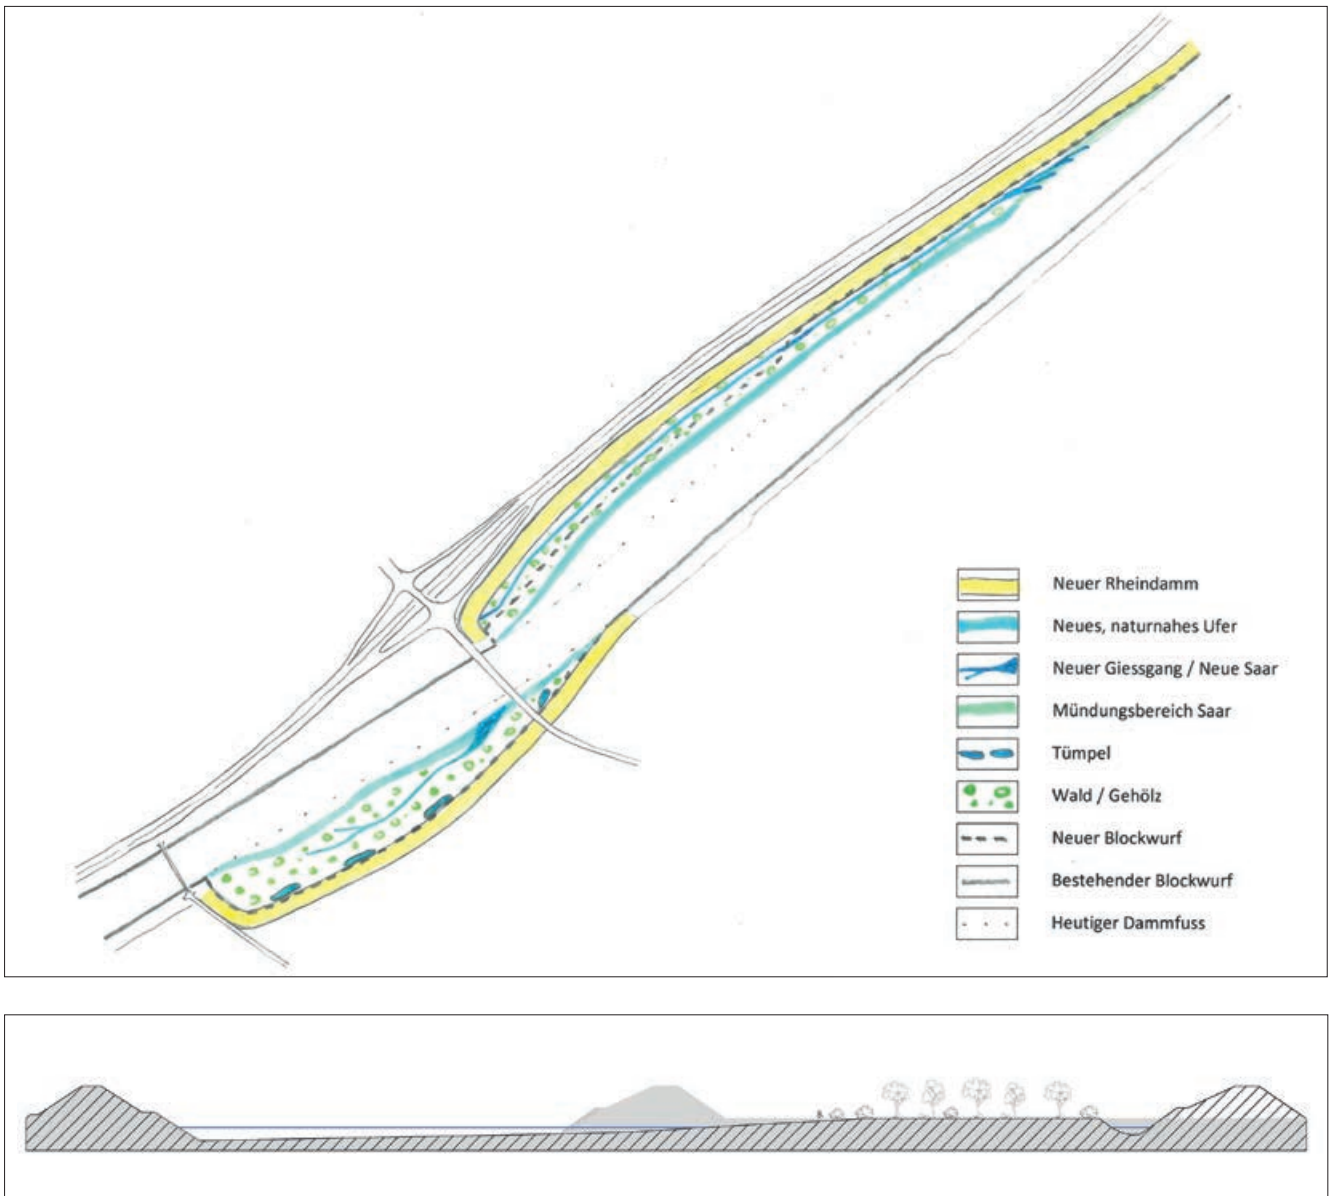 Neuer Rheindamm
Neues, naturnahes Ufer
Neuer Giessgang / Neue Saar
Mündungsbereich Saar
Tümpel
Wald / Gehölz
Neuer Blockwurf
Bestehender Blockwurf
Heutiger Dammfuss